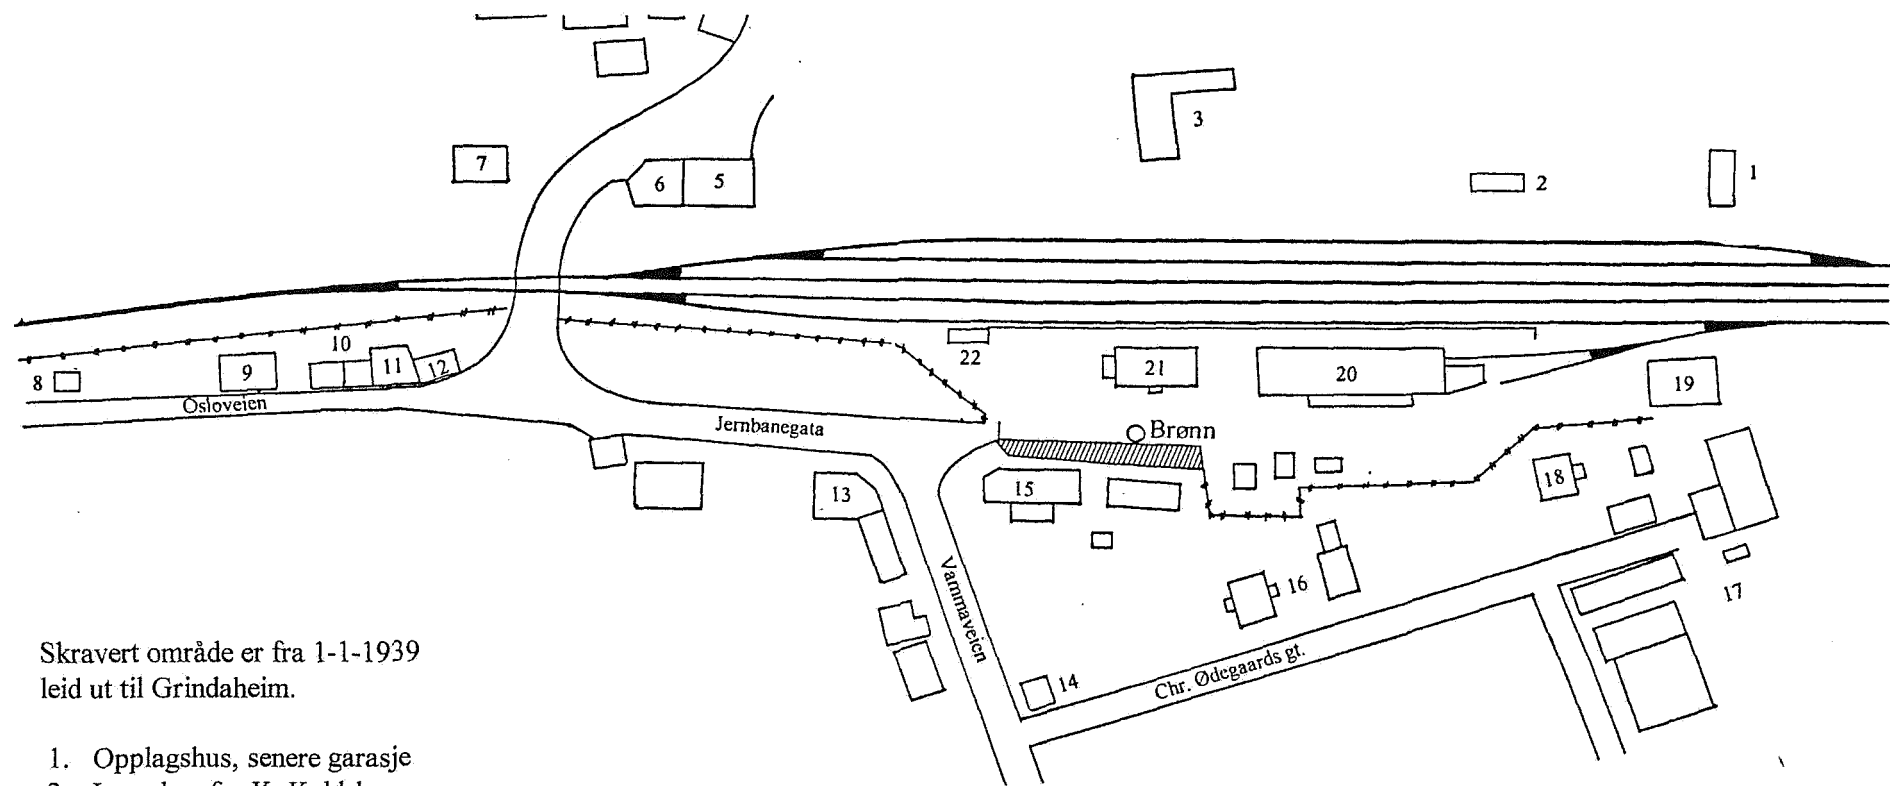 3
7
6
5
2
1
10
8
9
11
12
22
21
20
19
Osloveien
Jernbanegata
Brønn
13
15
18
Vammaveien
16
17
14
Chr. Ødegaards gt.
Skravert område er fra 1-1-1939
leid ut til Grindaheim.
1. Opplagshus, senere garasje